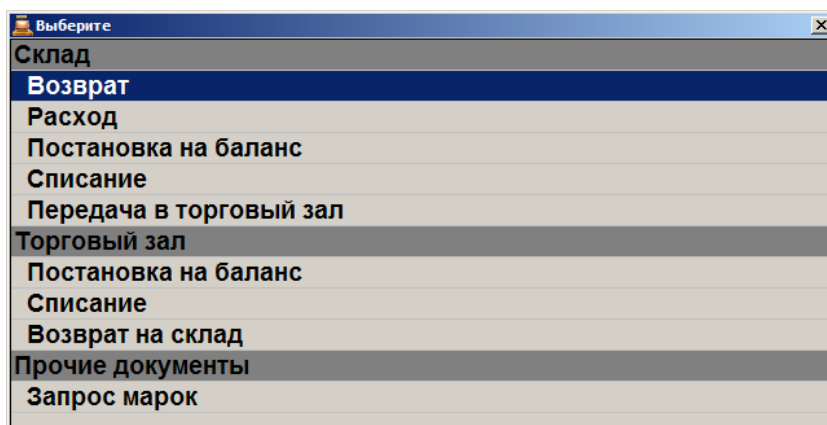 Выберите
Склад
Возврат
Расход
Постановка на баланс
Списание
Передача в торговый зал
Торговый зал
Постановка на баланс
Списание
Возврат на склад
Прочие документы
Запрос марок